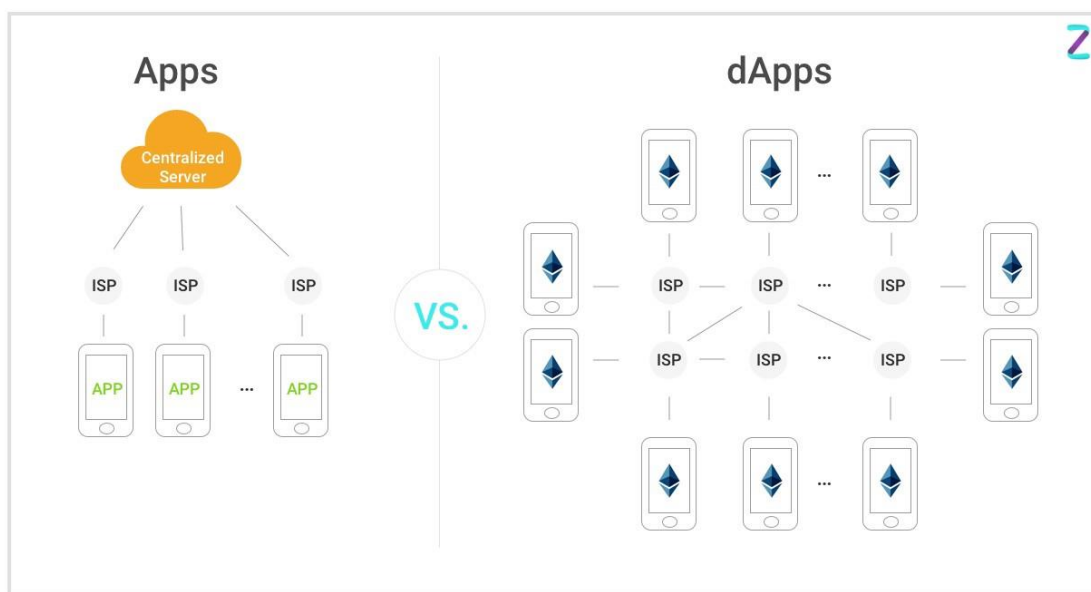 Apps
Centralized
Server
ISP ISP ISP
APP APP ... APP
VS.
dApps
...
ISP ISP ... ISP
ISP ISP ... ISP
...
Z